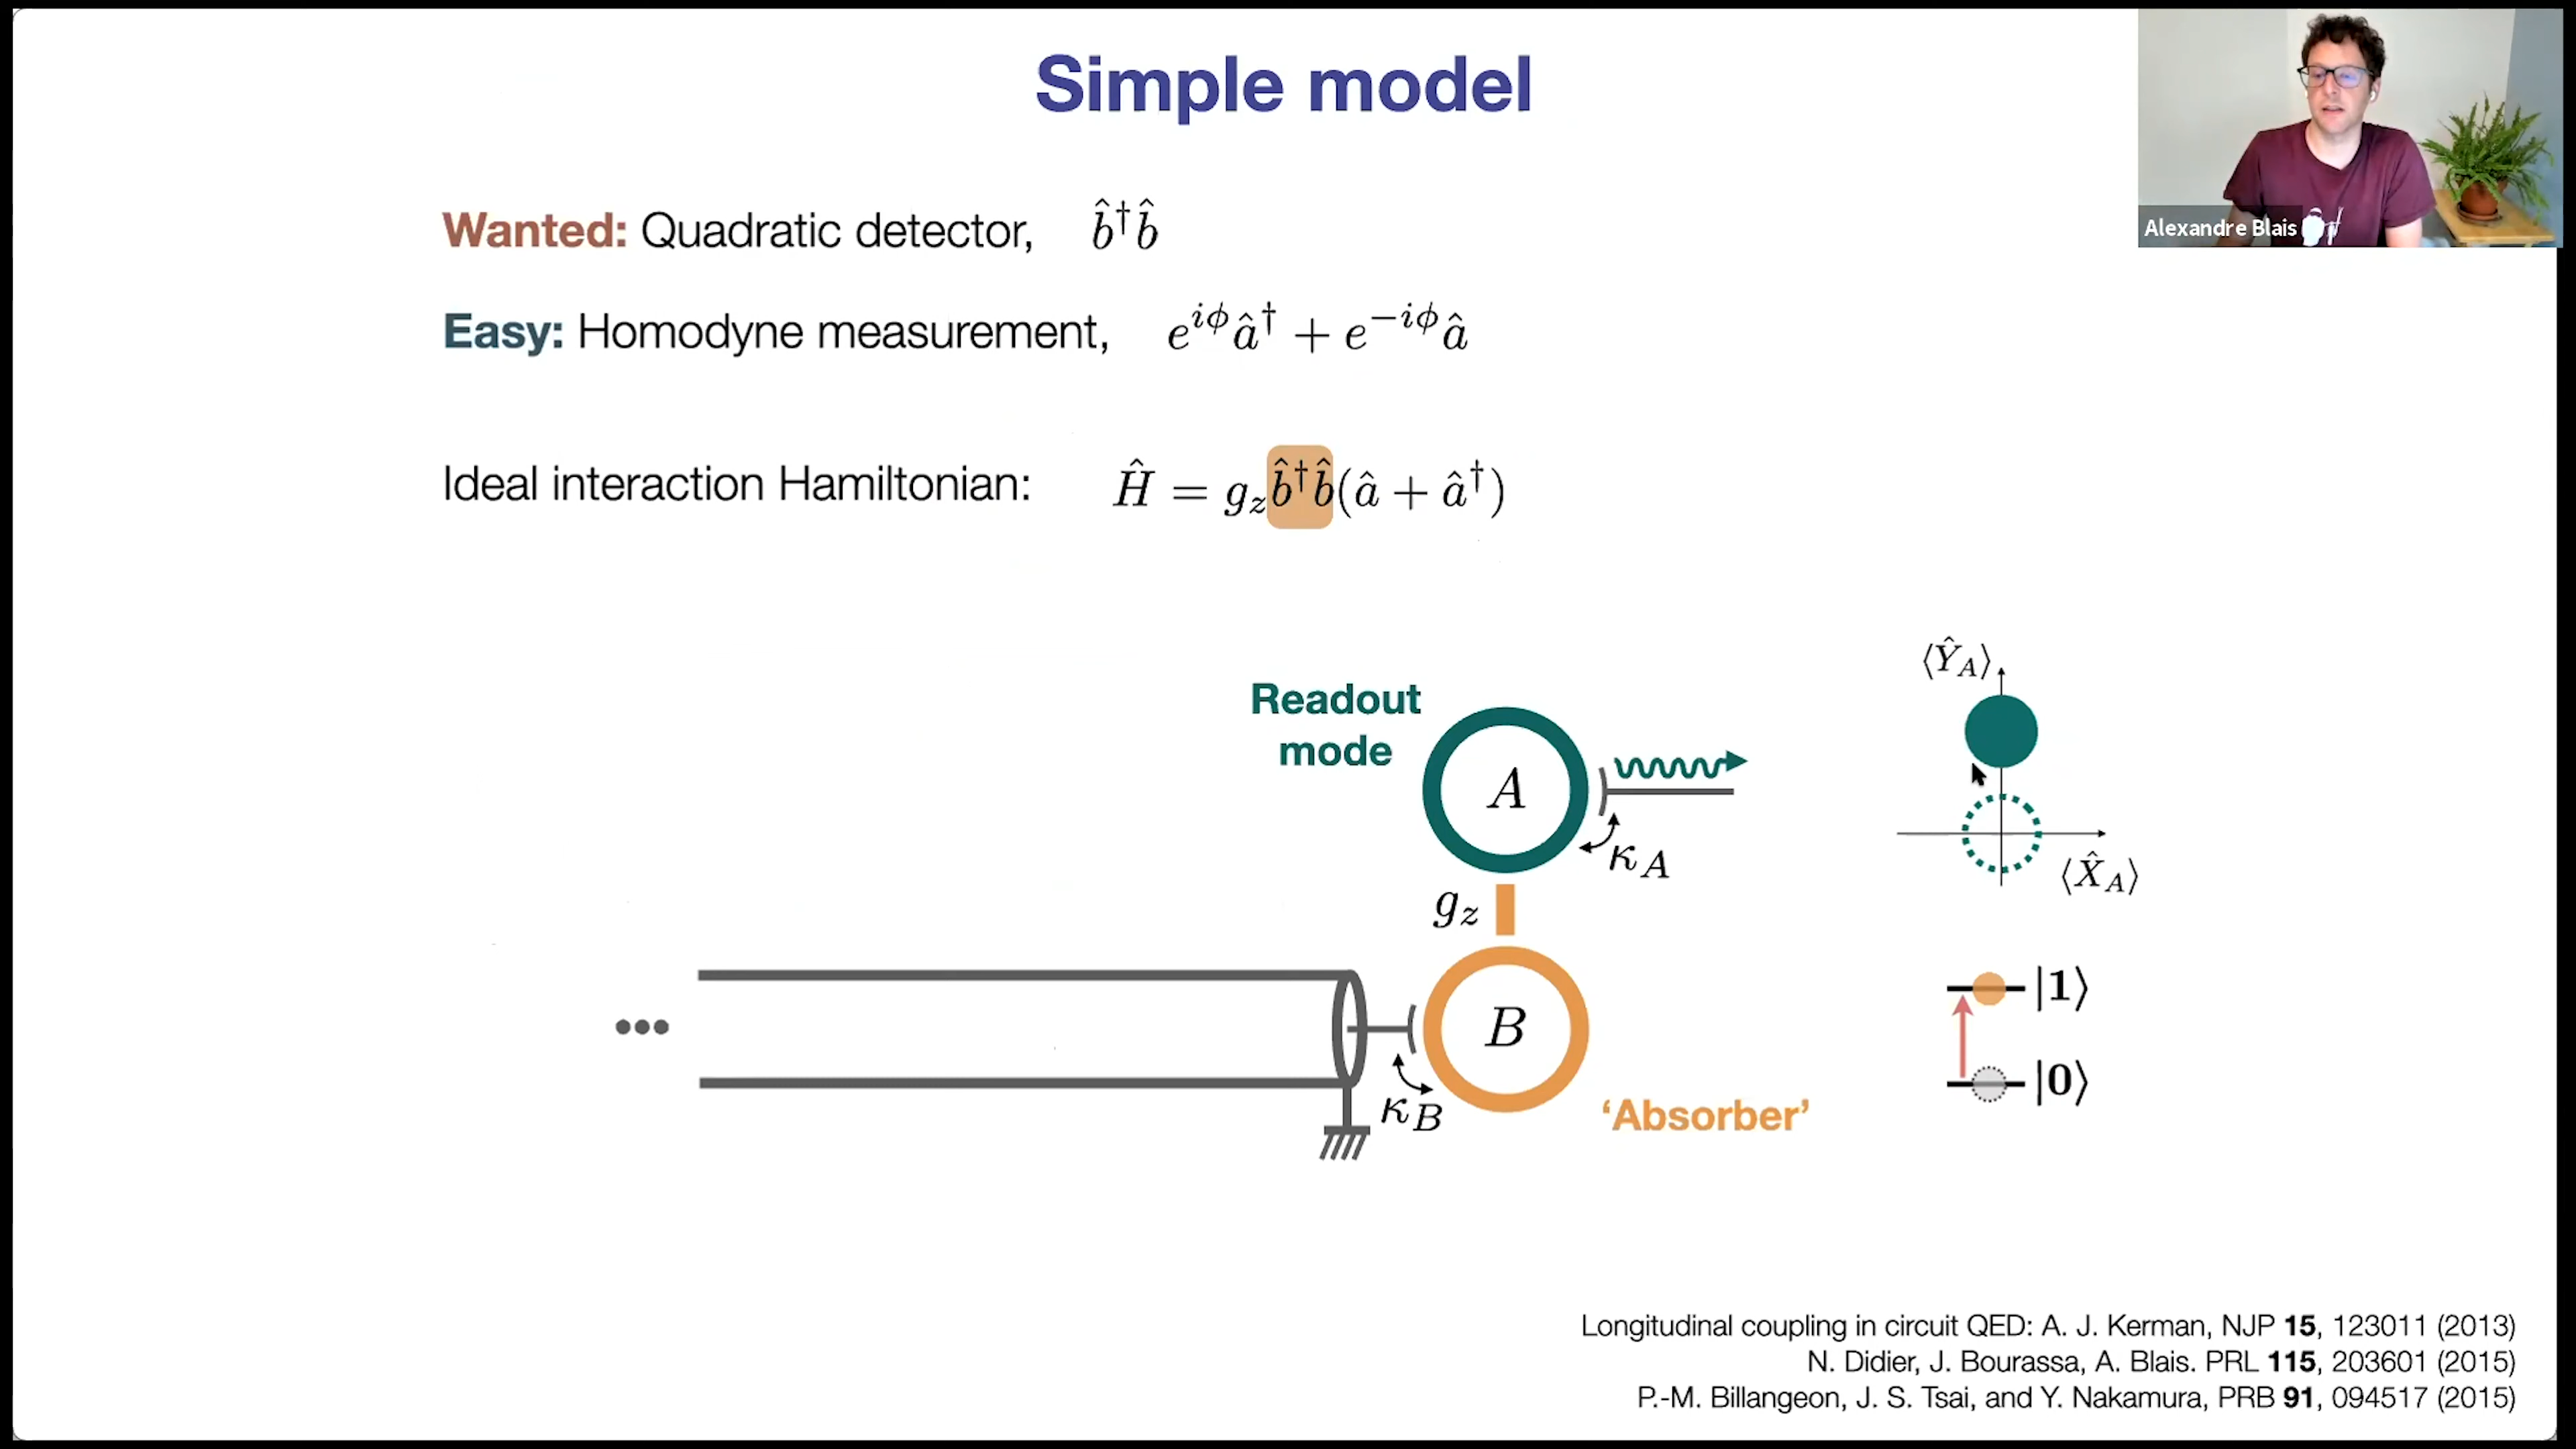 Simple model
Alexandre Blais
Wanted: Quadratic detector, b̂†b̂
Easy: Homodyne measurement, e^{iϕ}â† + e^{−iϕ}â
Ideal interaction Hamiltonian: Ĥ = g_z b̂†b̂(â + â†)
Readout
mode
A
κ_A
g_z
B
κ_B
'Absorber'
⟨Ŷ_A⟩
⟨X̂_A⟩
|1⟩
|0⟩
Longitudinal coupling in circuit QED: A. J. Kerman, NJP 15, 123011 (2013)
N. Didier, J. Bourassa, A. Blais. PRL 115, 203601 (2015)
P.-M. Billangeon, J. S. Tsai, and Y. Nakamura, PRB 91, 094517 (2015)